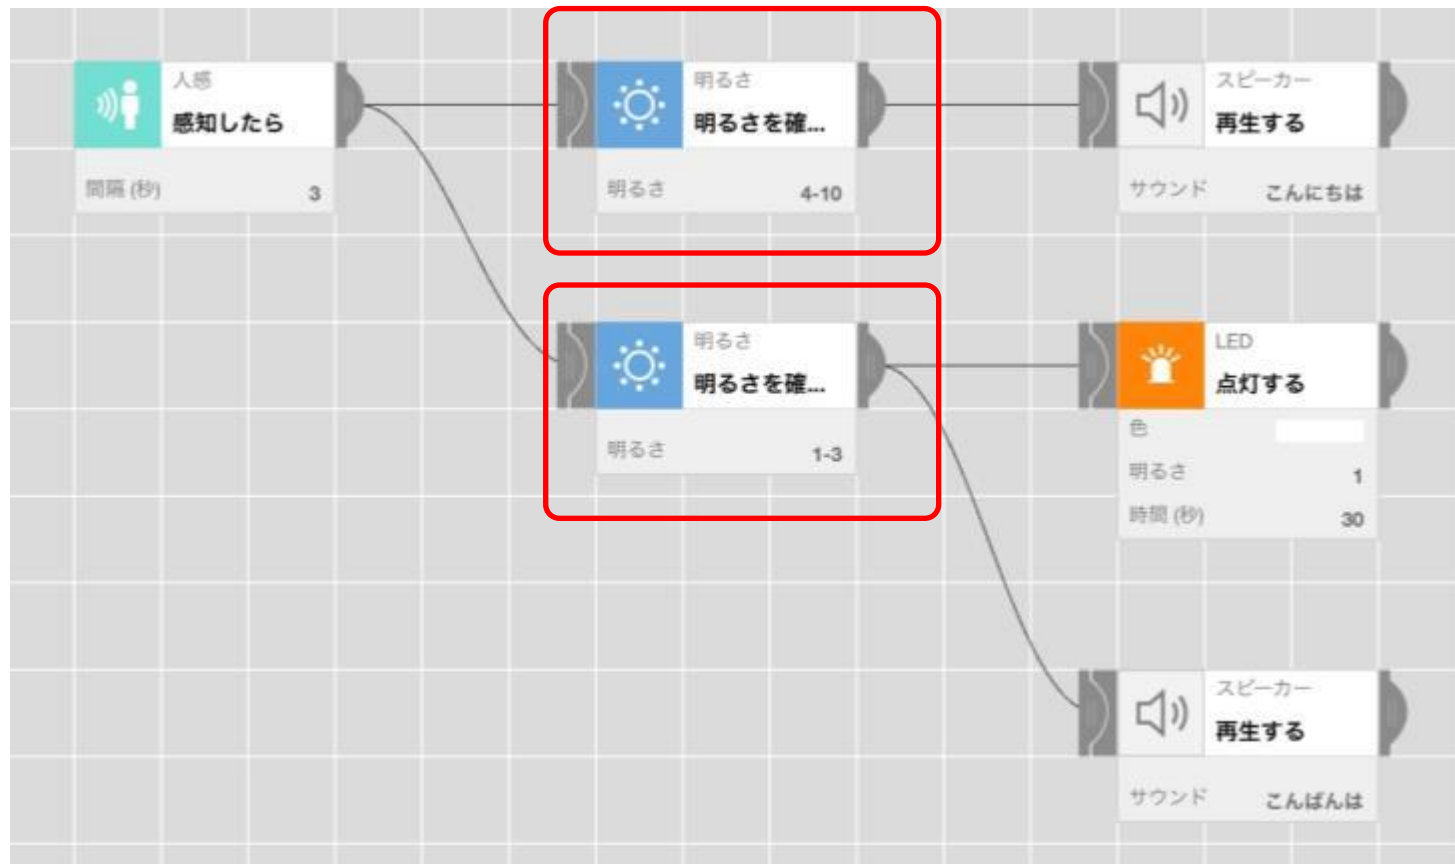 人感
感知したら
間隔 (秒) 3
明るさ
明るさを確...
明るさ 4-10
スピーカー
再生する
サウンド こんにちは
明るさ
明るさを確...
明るさ 1-3
LED
点灯する
色
明るさ 1
時間 (秒) 30
スピーカー
再生する
サウンド こんばんは